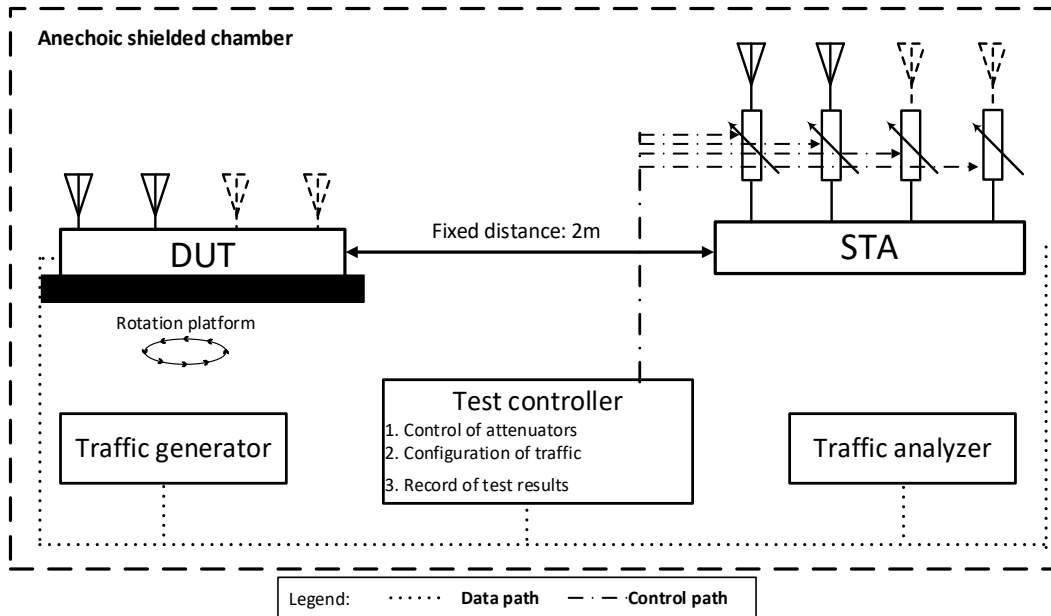 Anechoic shielded chamber
DUT
Fixed distance: 2m
STA
Rotation platform
Traffic generator
Test controller
1. Control of attenuators
2. Configuration of traffic
3. Record of test results
Traffic analyzer
Legend: Data path Control path